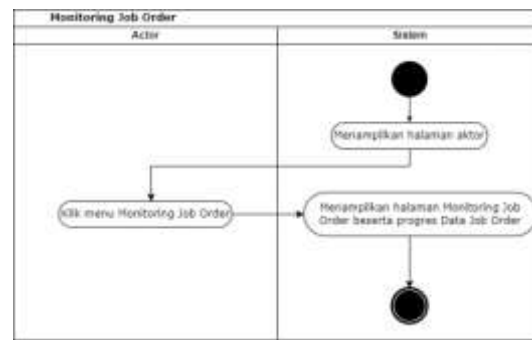 Monitoring Job Order
Actor
Sistem
Menampilkan halaman aktor
Klik menu Monitoring Job Order
Menampilkan halaman Monitoring Job
Order beserta progres Data Job Order